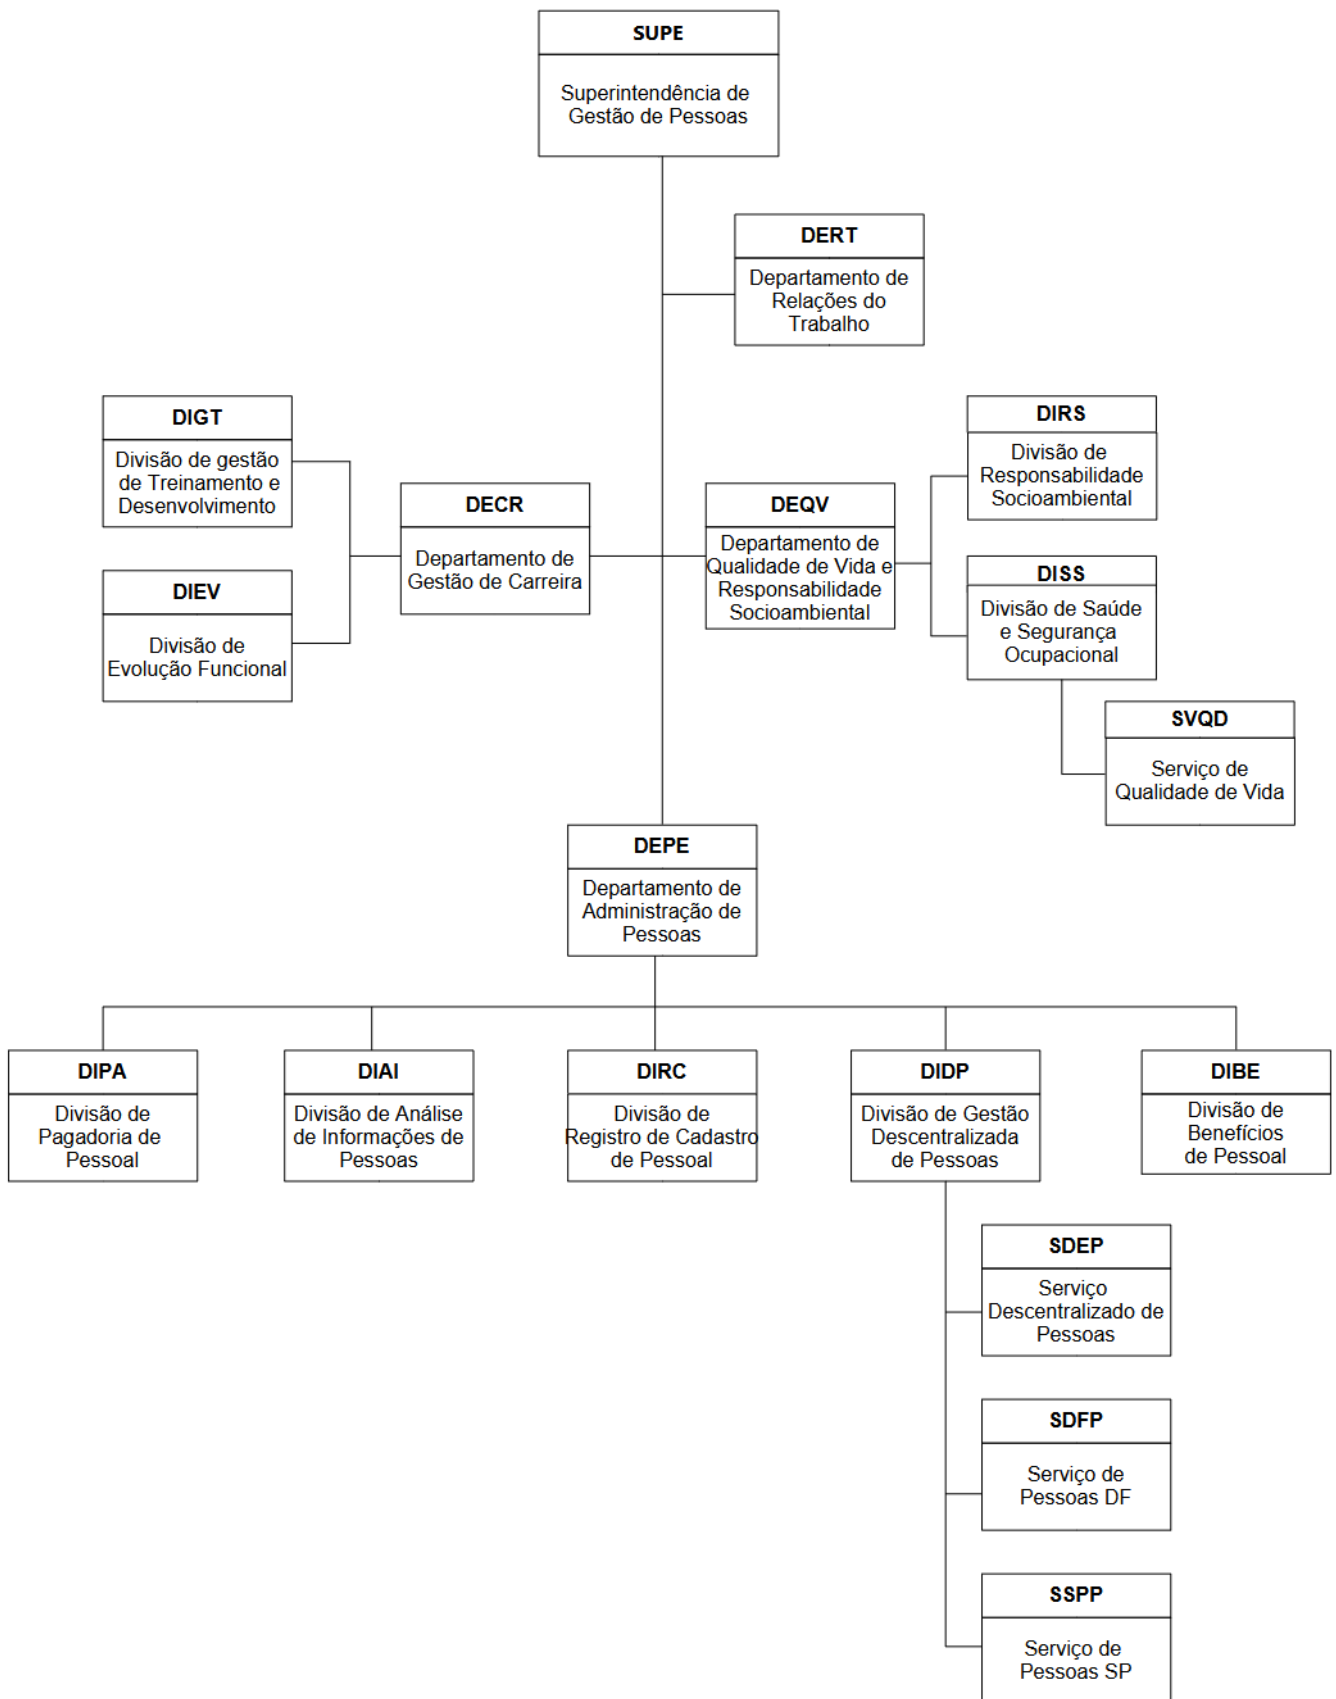 SUPE
Superintendência de
Gestão de Pessoas
DERT
Departamento de
Relações do
Trabalho
DIGT
Divisão de gestão
de Treinamento e
Desenvolvimento
DIEV
Divisão de
Evolução Funcional
DECR
Departamento de
Gestão de Carreira
DEQV
Departamento de
Qualidade de Vida e
Responsabilidade
Socioambiental
DIRS
Divisão de
Responsabilidade
Socioambiental
DISS
Divisão de Saúde
e Segurança
Ocupacional
SVQD
Serviço de
Qualidade de Vida
DEPE
Departamento de
Administração de
Pessoas
DIPA
Divisão de
Pagadoria de
Pessoal
DIAI
Divisão de Análise
de Informações de
Pessoas
DIRC
Divisão de
Registro de Cadastro
de Pessoal
DIDP
Divisão de Gestão
Descentralizada
de Pessoas
DIBE
Divisão de
Benefícios
de Pessoal
SDEP
Serviço
Descentralizado de
Pessoas
SDFP
Serviço de
Pessoas DF
SSPP
Serviço de
Pessoas SP